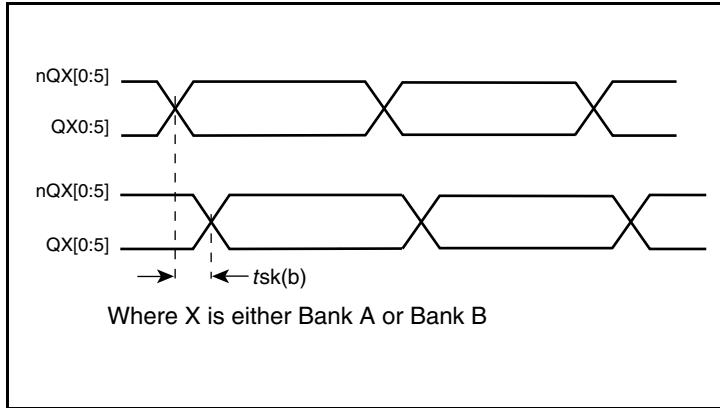 nQX[0:5]
QX0:5]
nQX[0:5]
QX[0:5]
tsk(b)
Where X is either Bank A or Bank B